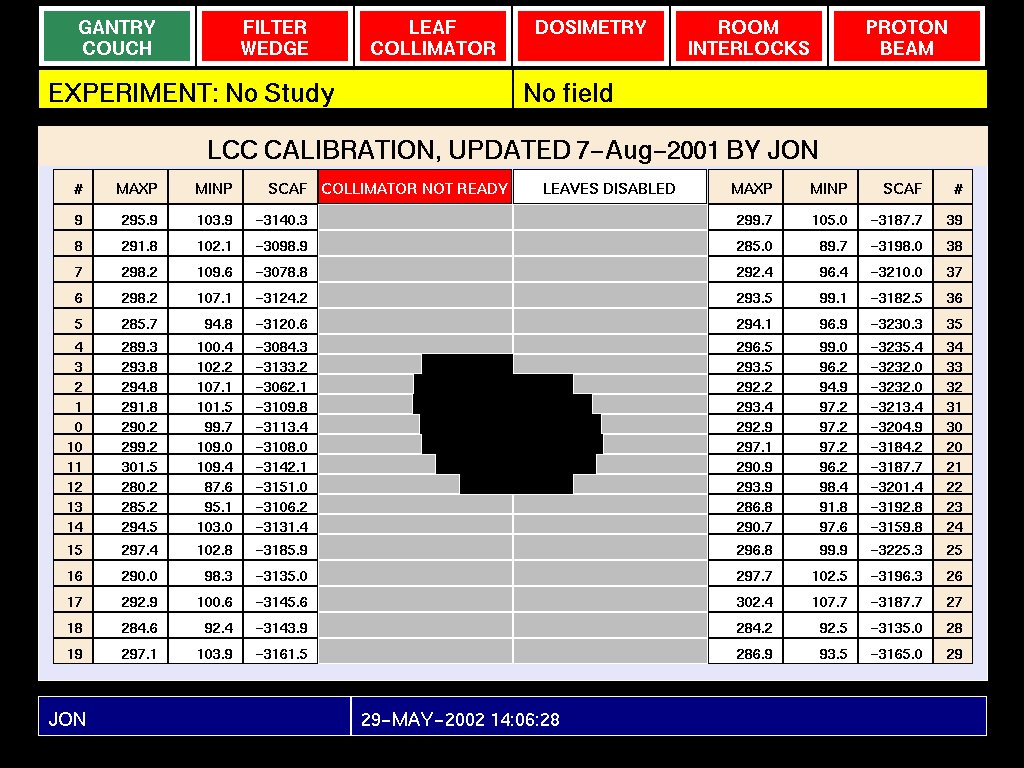 GANTRY COUCH FILTER WEDGE LEAF COLLIMATOR DOSIMETRY ROOM INTERLOCKS PROTON BEAM
EXPERIMENT: No Study No field
LCC CALIBRATION, UPDATED 7-Aug-2001 BY JON
# MAXP MINP SCAF COLLIMATOR NOT READY LEAVES DISABLED MAXP MINP SCAF #
9 295.9 103.9 -3140.3 299.7 105.0 -3187.7 39
8 291.8 102.1 -3098.9 285.0 89.7 -3198.0 38
7 298.2 109.6 -3078.8 292.4 96.4 -3210.0 37
6 298.2 107.1 -3124.2 293.5 99.1 -3182.5 36
5 285.7 94.8 -3120.6 294.1 96.9 -3230.3 35
4 289.3 100.4 -3084.3 296.5 99.0 -3235.4 34
3 293.8 102.2 -3133.2 293.5 96.2 -3232.0 33
2 294.8 107.1 -3062.1 292.2 94.9 -3232.0 32
1 291.8 101.5 -3109.8 293.4 97.2 -3213.4 31
0 290.2 99.7 -3113.4 292.9 97.2 -3204.9 30
10 299.2 109.0 -3108.0 297.1 97.2 -3184.2 20
11 301.5 109.4 -3142.1 290.9 96.2 -3187.7 21
12 280.2 87.6 -3151.0 293.9 98.4 -3201.4 22
13 285.2 95.1 -3106.2 286.8 91.8 -3192.8 23
14 294.5 103.0 -3131.4 290.7 97.6 -3159.8 24
15 297.4 102.8 -3185.9 296.8 99.9 -3225.3 25
16 290.0 98.3 -3135.0 297.7 102.5 -3196.3 26
17 292.9 100.6 -3145.6 302.4 107.7 -3187.7 27
18 284.6 92.4 -3143.9 284.2 92.5 -3135.0 28
19 297.1 103.9 -3161.5 286.9 93.5 -3165.0 29
JON 29-MAY-2002 14:06:28